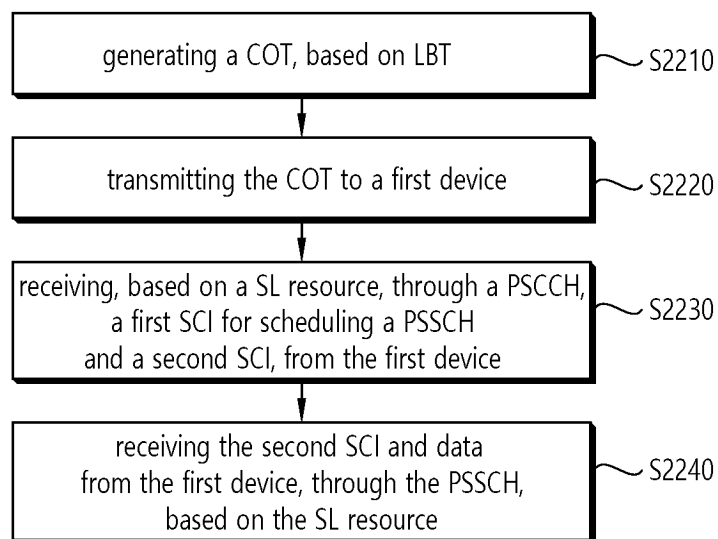 generating a COT, based on LBT
S2210
transmitting the COT to a first device
S2220
receiving, based on a SL resource, through a PSCCH,
a first SCI for scheduling a PSSCH
and a second SCI, from the first device
S2230
receiving the second SCI and data
from the first device, through the PSSCH,
based on the SL resource
S2240